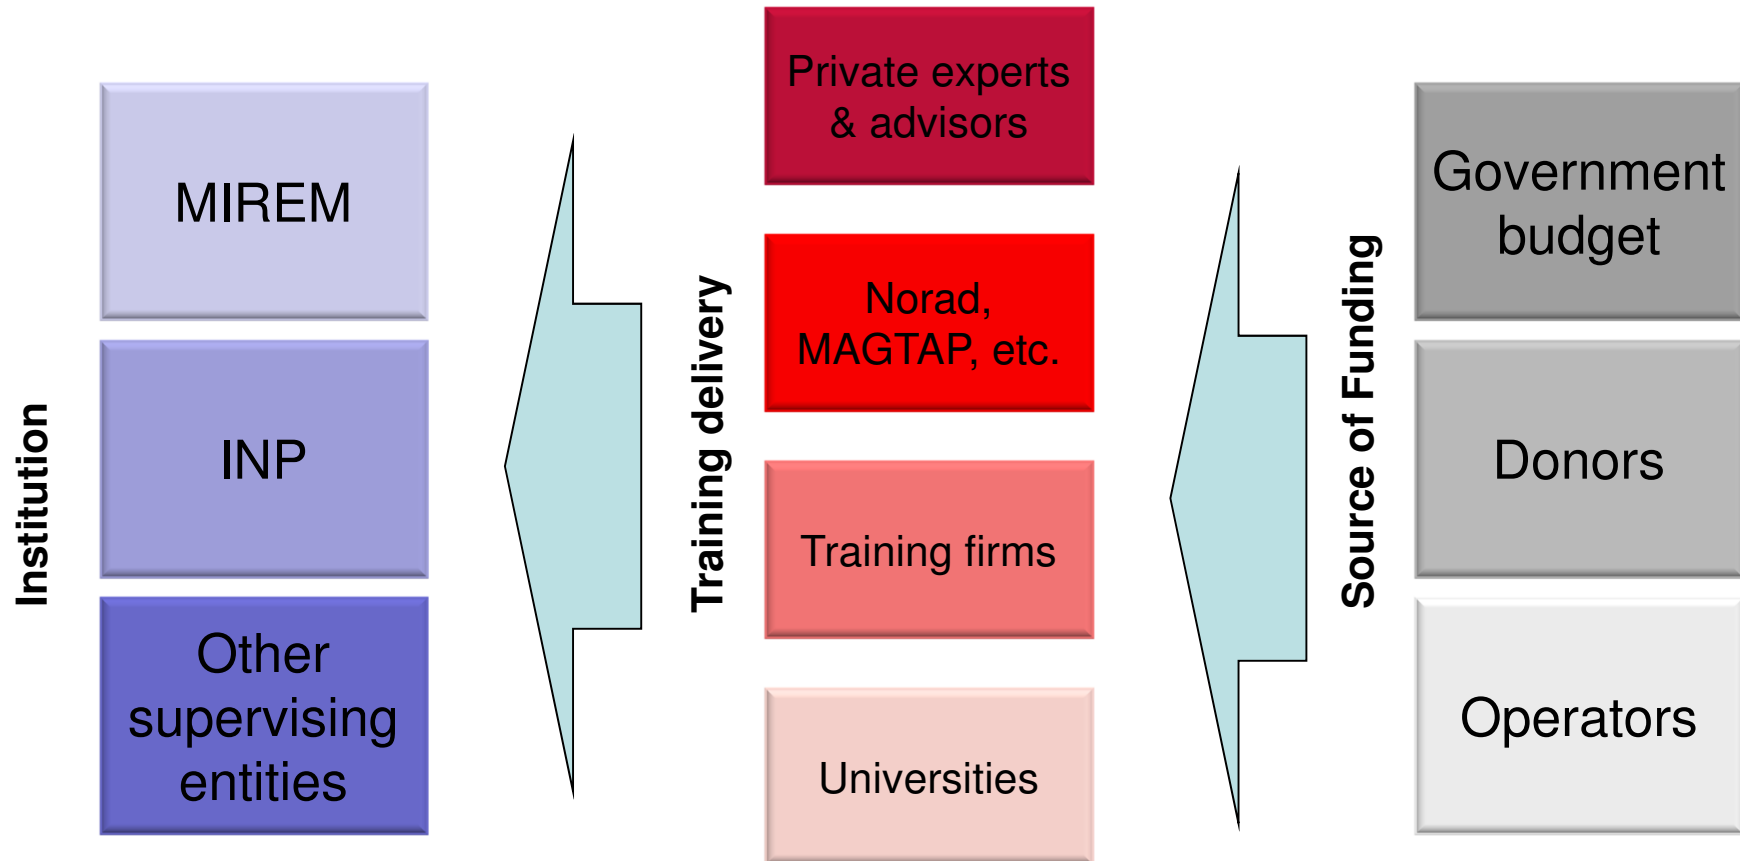 Institution
MIREM
INP
Other
supervising
entities
Training delivery
Private experts
& advisors
Norad,
MAGTAP, etc.
Training firms
Universities
Source of Funding
Government
budget
Donors
Operators